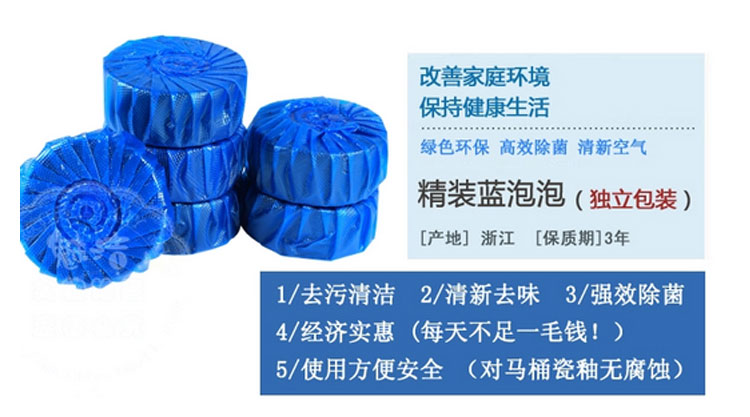 改善家庭环境
保持健康生活
绿色环保 高效除菌 清新空气
精装蓝泡泡（独立包装）
[产地] 浙江 [保质期]3年
1/去污清洁 2/清新去味 3/强效除菌
4/经济实惠 (每天不足一毛钱！)
5/使用方便安全 （对马桶瓷釉无腐蚀）